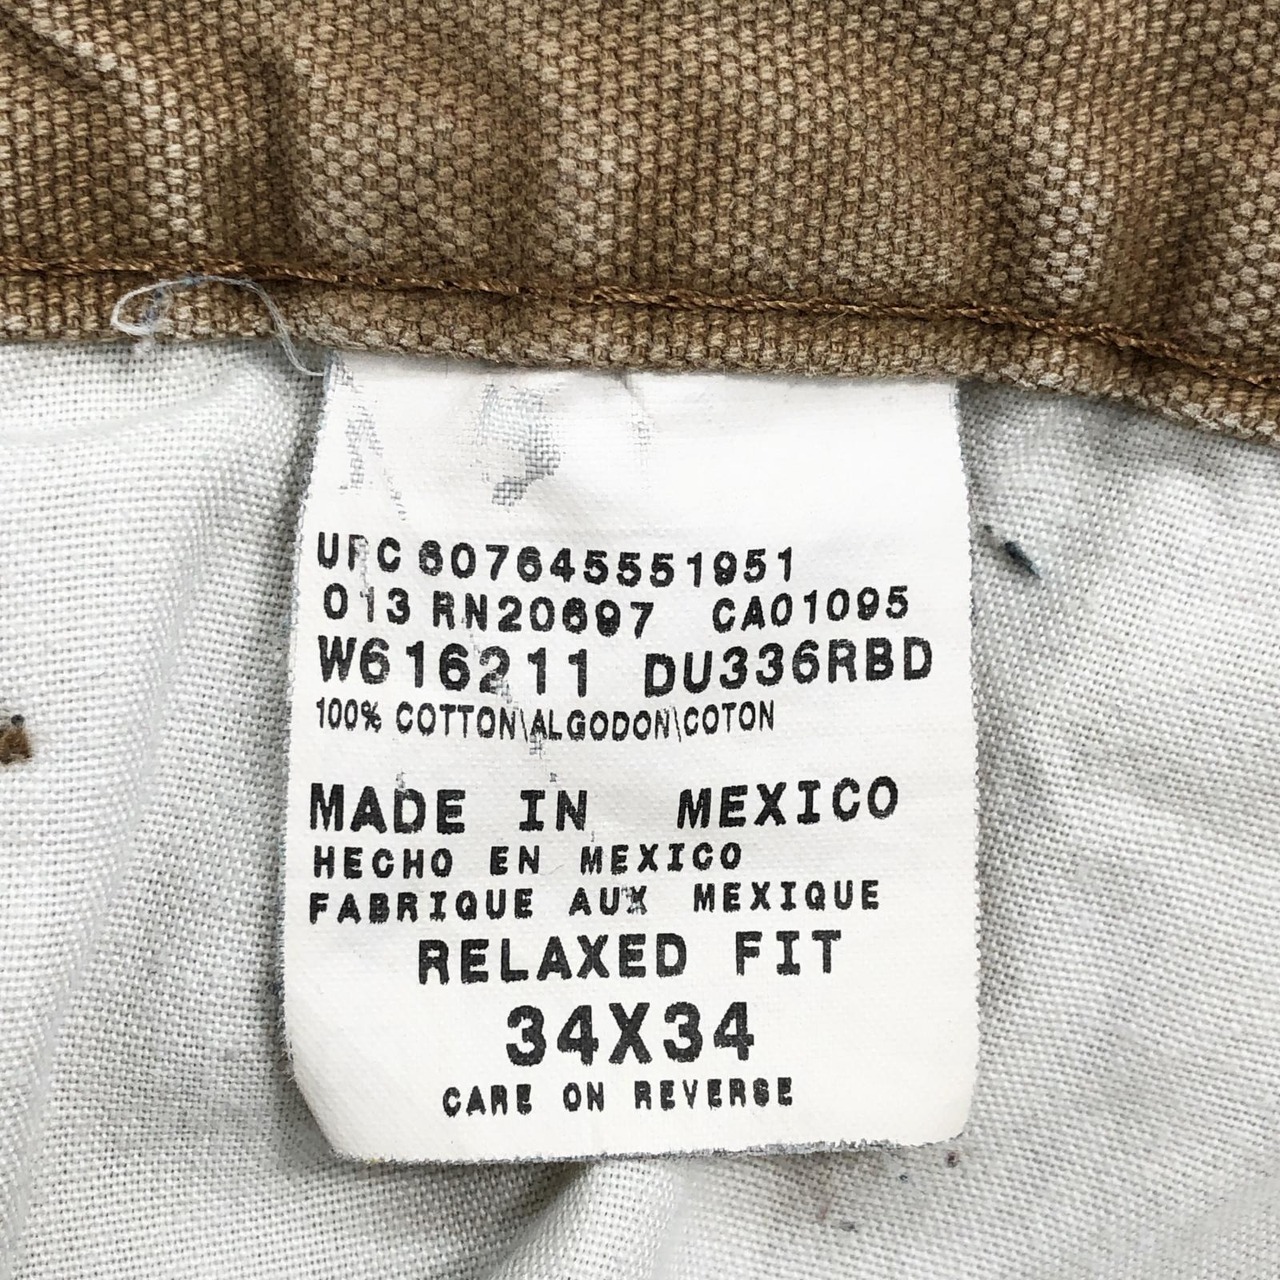 UPC 607645551951
013 RN20697 CA01095
W616211 DU336RBD
100% COTTON\ALGODON\COTON
MADE IN MEXICO
HECHO EN MEXICO
FABRIQUE AUX MEXIQUE
RELAXED FIT
34X34
CARE ON REVERSE